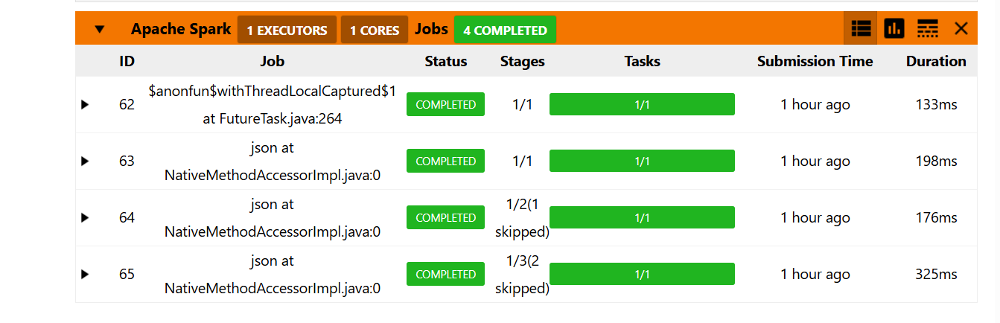 Apache Spark 1 EXECUTORS 1 CORES Jobs 4 COMPLETED
ID Job Status Stages Tasks Submission Time Duration
62 $anonfun$withThreadLocalCaptured$1 at FutureTask.java:264 COMPLETED 1/1 1/1 1 hour ago 133ms
63 json at NativeMethodAccessorImpl.java:0 COMPLETED 1/1 1/1 1 hour ago 198ms
64 json at NativeMethodAccessorImpl.java:0 COMPLETED 1/2(1 skipped) 1/1 1 hour ago 176ms
65 json at NativeMethodAccessorImpl.java:0 COMPLETED 1/3(2 skipped) 1/1 1 hour ago 325ms